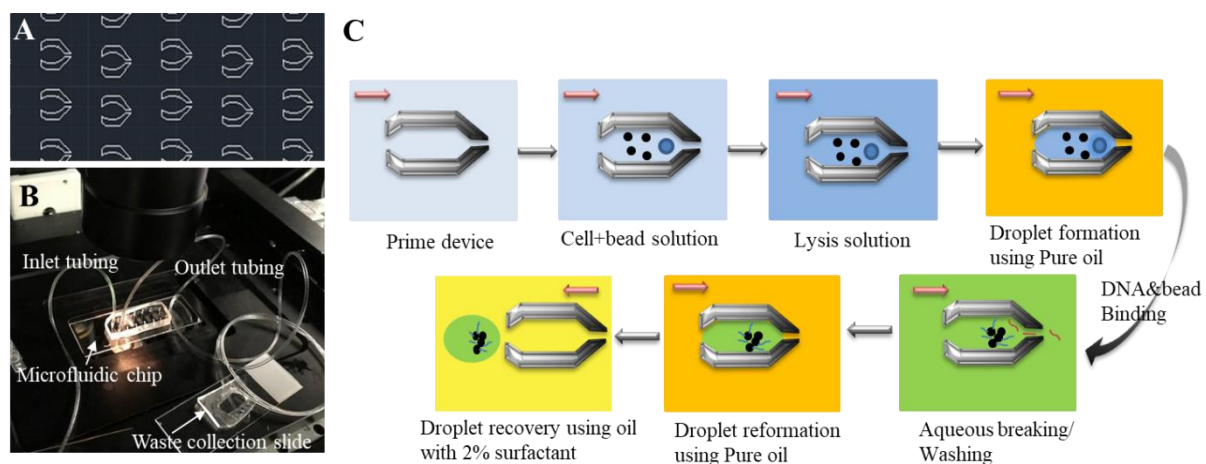 A
B
Inlet tubing
Outlet tubing
Microfluidic chip
Waste collection slide
C
Prime device
Cell+bead solution
Lysis solution
Droplet formation
using Pure oil
DNA&bead
Binding
Aqueous breaking/
Washing
Droplet reformation
using Pure oil
Droplet recovery using oil
with 2% surfactant